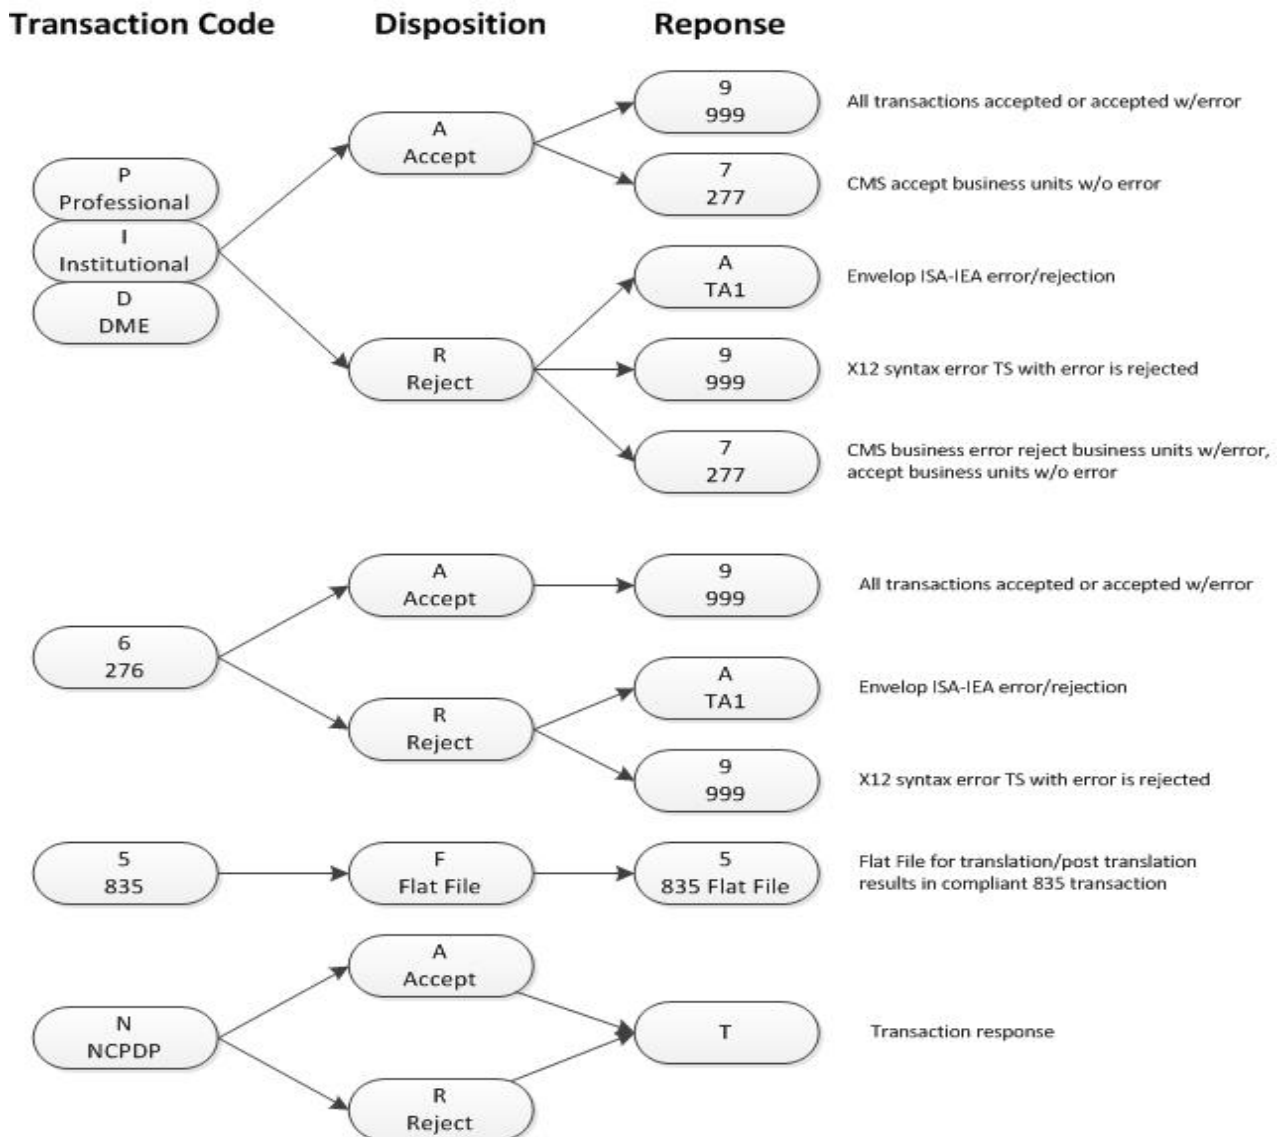 Transaction Code Disposition Reponse
9
999
All transactions accepted or accepted w/error
A
Accept
7
277
CMS accept business units w/o error
P
Professional
I
Institutional
D
DME
A
TA1
Envelop ISA-IEA error/rejection
R
Reject
9
999
X12 syntax error TS with error is rejected
7
277
CMS business error reject business units w/error,
accept business units w/o error
A
Accept
9
999
All transactions accepted or accepted w/error
6
276
A
TA1
Envelop ISA-IEA error/rejection
R
Reject
9
999
X12 syntax error TS with error is rejected
5
835
F
Flat File
5
835 Flat File
Flat File for translation/post translation
results in compliant 835 transaction
A
Accept
N
NCPDP
T
Transaction response
R
Reject